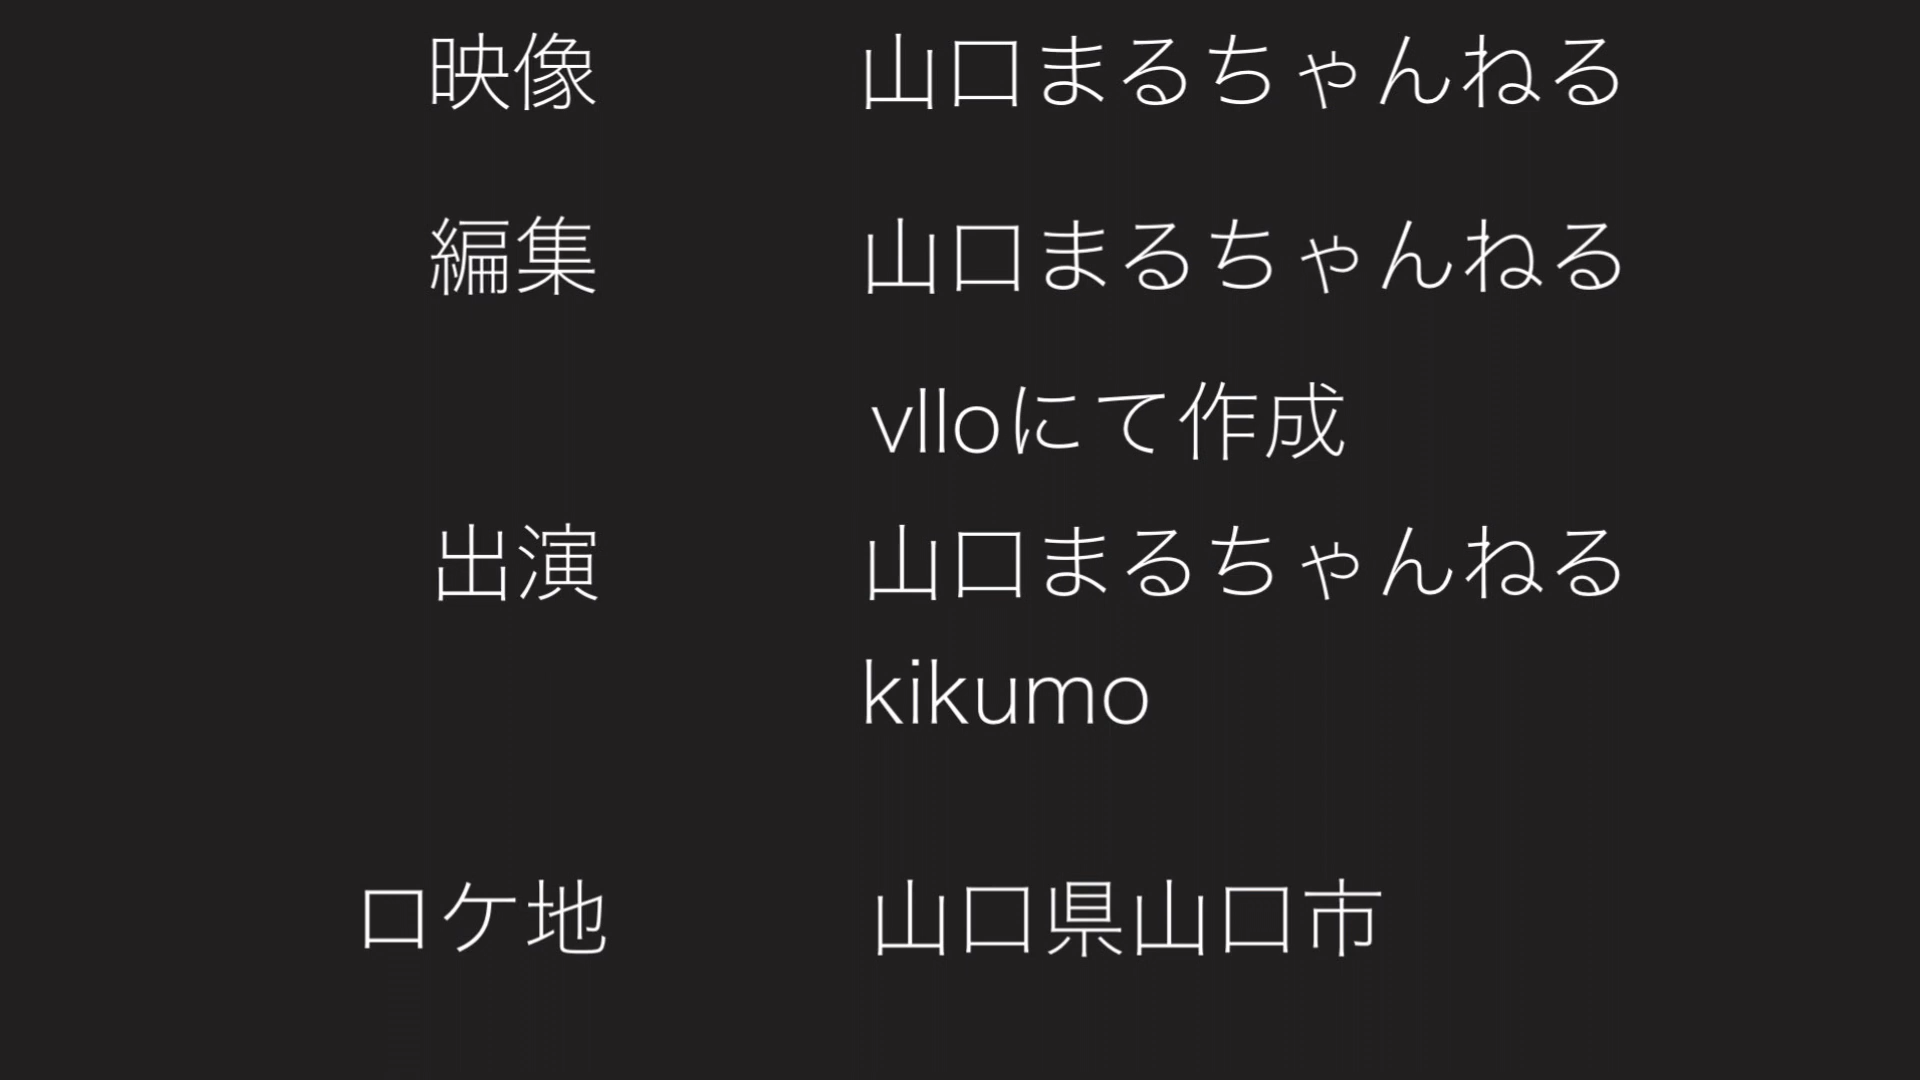 映像 山口まるちゃんねる
編集 山口まるちゃんねる
vlloにて作成
出演 山口まるちゃんねる
kikumo
ロケ地 山口県山口市